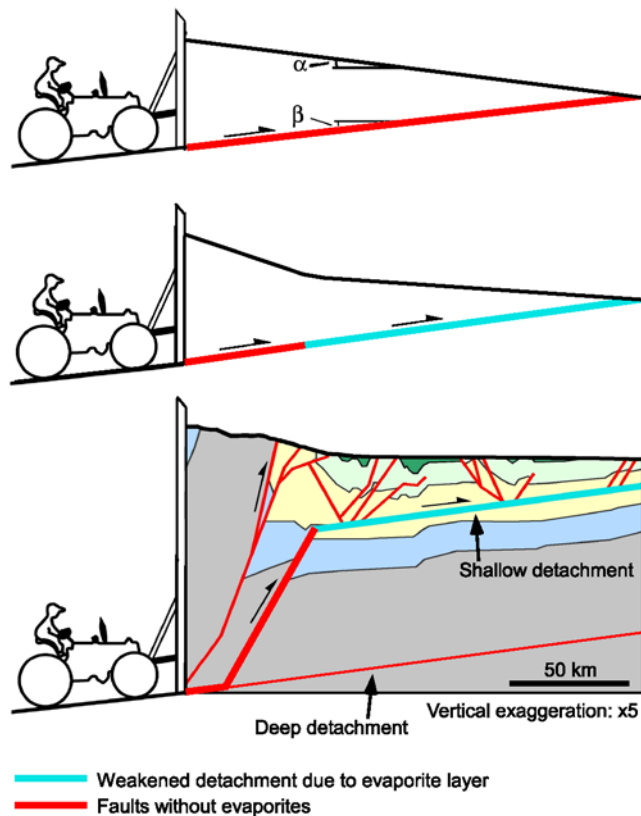 α
β
Shallow detachment
50 km
Deep detachment
Vertical exaggeration: x5
Weakened detachment due to evaporite layer
Faults without evaporites